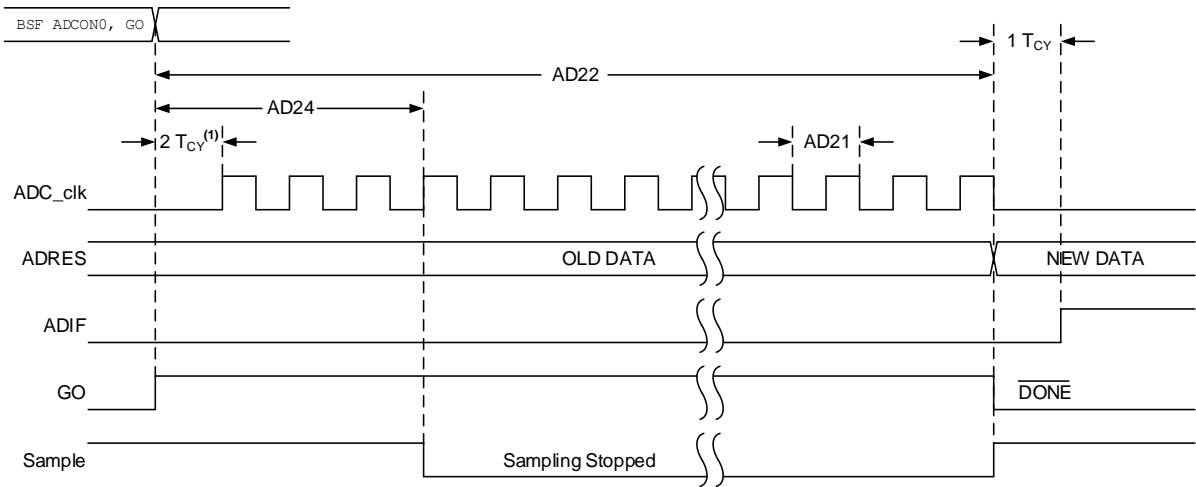 BSF ADCON0, GO
1 TCY
AD22
AD24
2 TCY(1)
AD21
ADC_clk
ADRES
OLD DATA
NEW DATA
ADIF
GO
DONE
Sample
Sampling Stopped